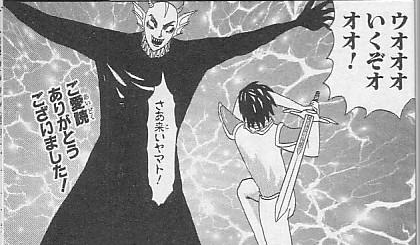 ウオオオ
いくぞオ
オオ！
さあ来いヤマト！
ご愛読
ありがとう
ございました！